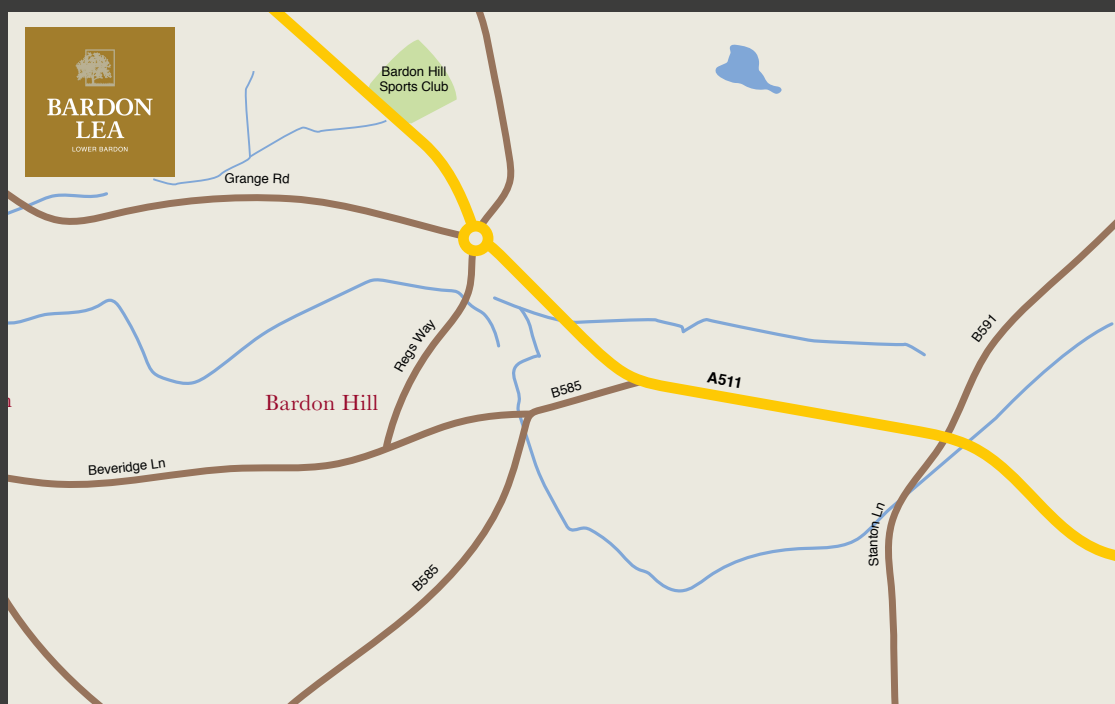 BARDON
LEA
LOWER BARDON
Bardon Hill
Sports Club
Grange Rd
Regs Way
B591
A511
B585
Bardon Hill
Beveridge Ln
Stanton Ln
B585